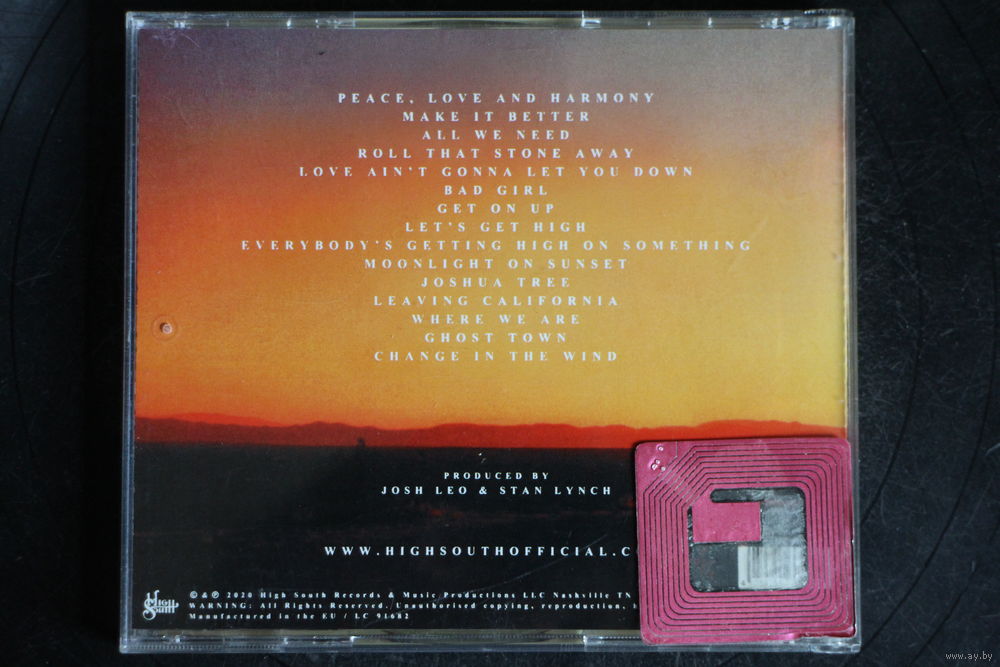 PEACE, LOVE AND HARMONY
MAKE IT BETTER
ALL WE NEED
ROLL THAT STONE AWAY
LOVE AIN'T GONNA LET YOU DOWN
BAD GIRL
GET ON UP
LET'S GET HIGH
EVERYBODY'S GETTING HIGH ON SOMETHING
MOONLIGHT ON SUNSET
JOSHUA TREE
LEAVING CALIFORNIA
WHERE WE ARE
GHOST TOWN
CHANGE IN THE WIND
PRODUCED BY
JOSH LEO & STAN LYNCH
WWW.HIGHSOUTHOFFICIAL.C
HIGH
SOUTH
© & ℗ 2020 High South Records & Music Productions LLC Nashville TN
WARNING: All Rights Reserved. Unauthorised copying, reproduction,
Manufactured in the EU / LC 91682
www.ay.by